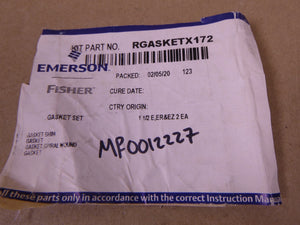 KIT PART NO. RGASKETX172
EMERSON
PACKED: 02/05/20 123
FISHER CURE DATE:
CTRY ORIGIN:
GASKET SET 1 1/2 E,ER&EZ 2 EA
GASKET SHIM
GASKET
GASKET,SPIRAL WOUND
GASKET
MR0012227
all these parts only in accordance with the correct Instruction Manual